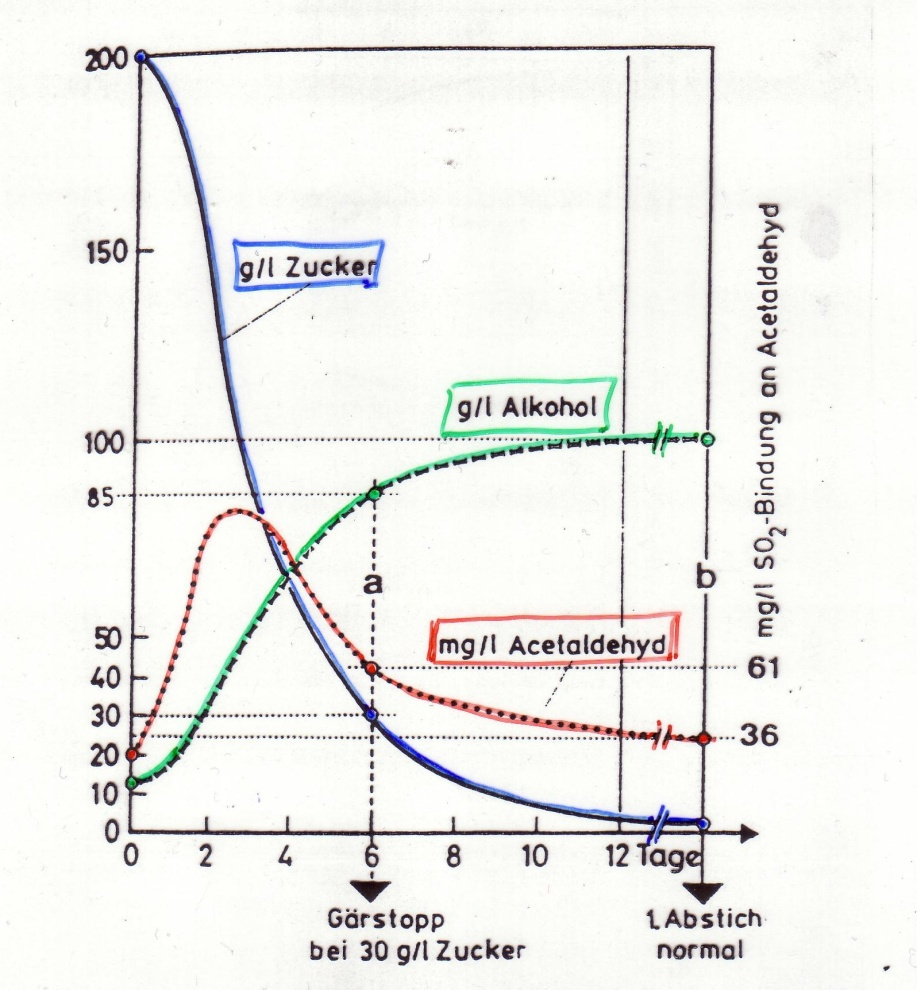 200
150
g/l Zucker
g/l Alkohol
100
85
a
b
mg/l SO2-Bindung an Acetaldehyd
50
mg/l Acetaldehyd
61
40
30
36
20
10
0
0 2 4 6 8 10 12 Tage
Gärstopp
bei 30 g/l Zucker
1. Abstich
normal